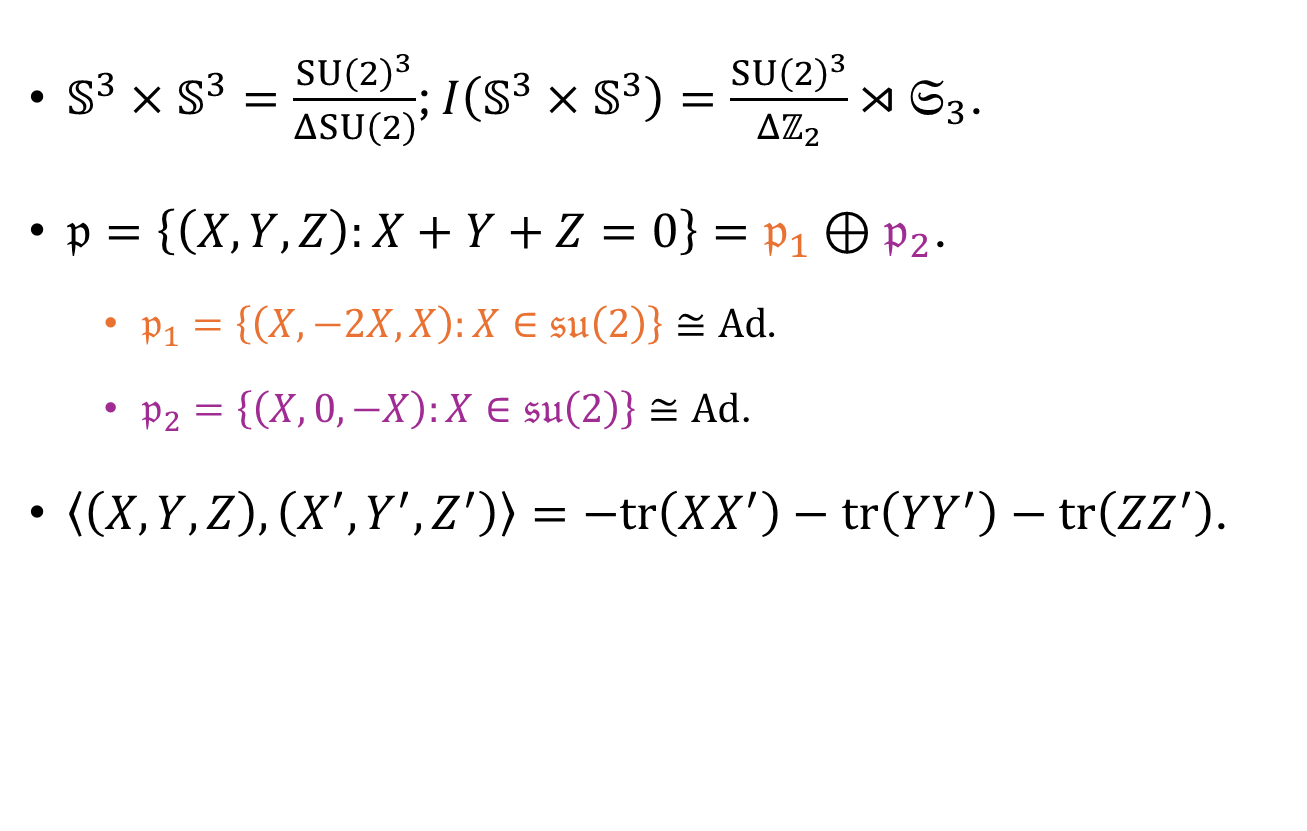 • 𝕊³ × 𝕊³ = SU(2)³/ΔSU(2); I(𝕊³ × 𝕊³) = SU(2)³/Δℤ₂ ⋊ 𝔖₃.
• 𝔭 = {(X, Y, Z): X + Y + Z = 0} = 𝔭₁ ⊕ 𝔭₂.
• 𝔭₁ = {(X, −2X, X): X ∈ 𝔰𝔲(2)} ≅ Ad.
• 𝔭₂ = {(X, 0, −X): X ∈ 𝔰𝔲(2)} ≅ Ad.
• ⟨(X, Y, Z), (X′, Y′, Z′)⟩ = −tr(XX′) − tr(YY′) − tr(ZZ′).